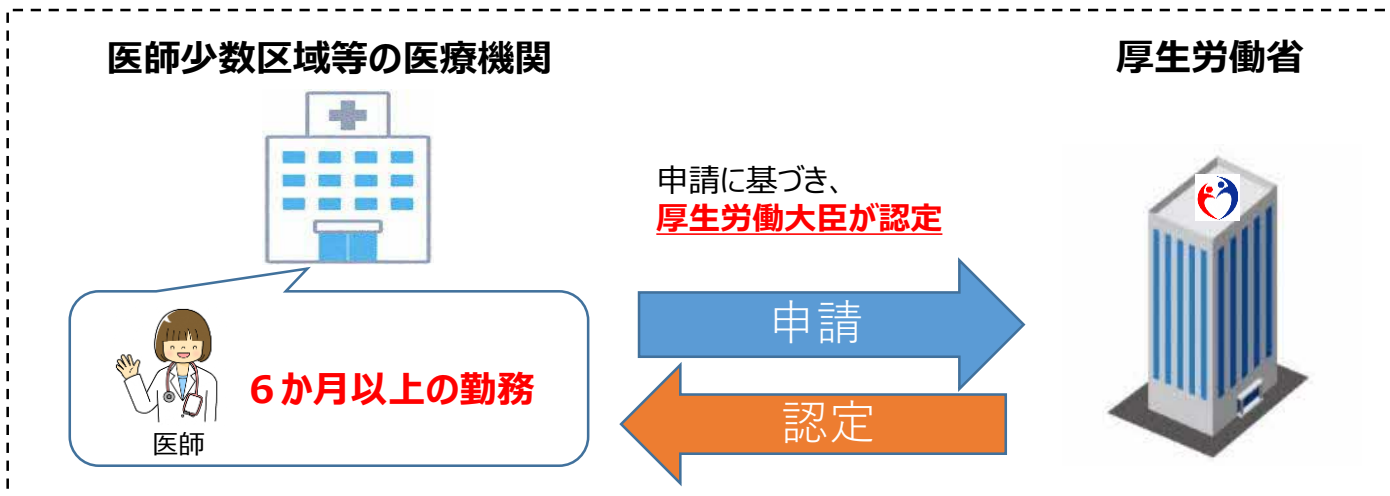 医師少数区域等の医療機関
厚生労働省
申請に基づき、
厚生労働大臣が認定
申請
認定
６か月以上の勤務
医師